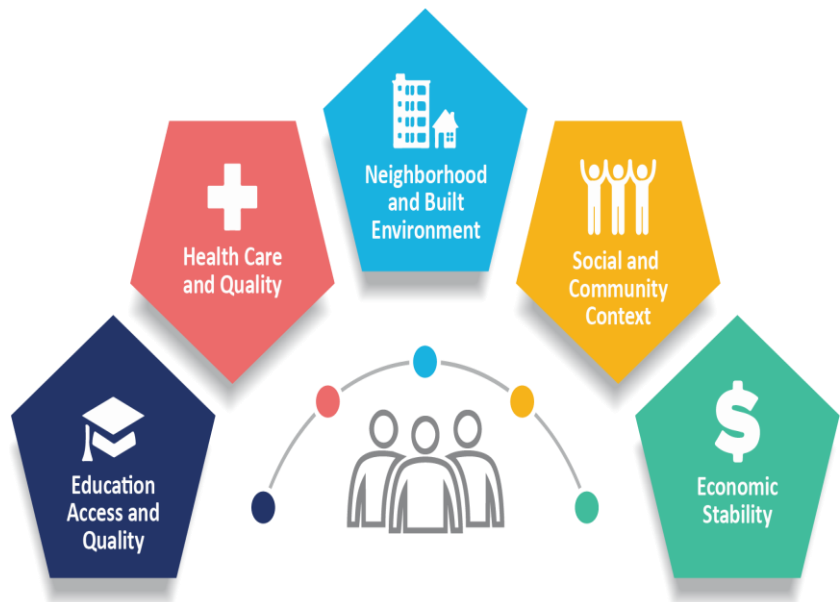 Education
Access and
Quality
Health Care
and Quality
Neighborhood
and Built
Environment
Social and
Community
Context
$
Economic
Stability